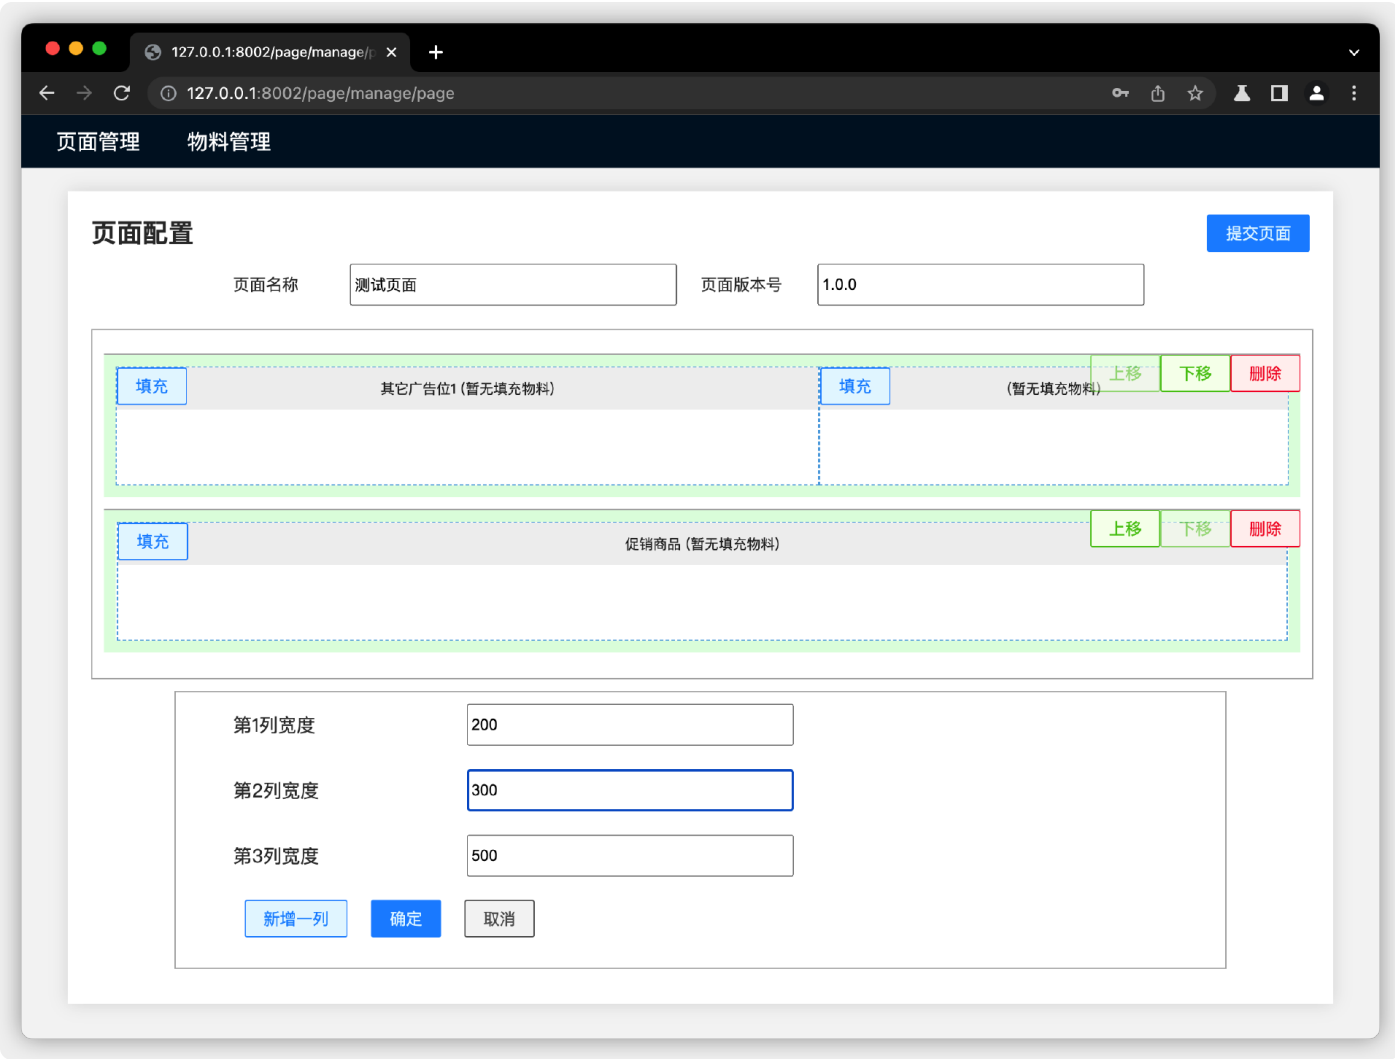 127.0.0.1:8002/page/manage/p
127.0.0.1:8002/page/manage/page
页面管理 物料管理
页面配置 提交页面
页面名称 测试页面 页面版本号 1.0.0
填充 其它广告位1 (暂无填充物料) 填充 (暂无填充物料) 上移 下移 删除
填充 促销商品 (暂无填充物料) 上移 下移 删除
第1列宽度 200
第2列宽度 300
第3列宽度 500
新增一列 确定 取消